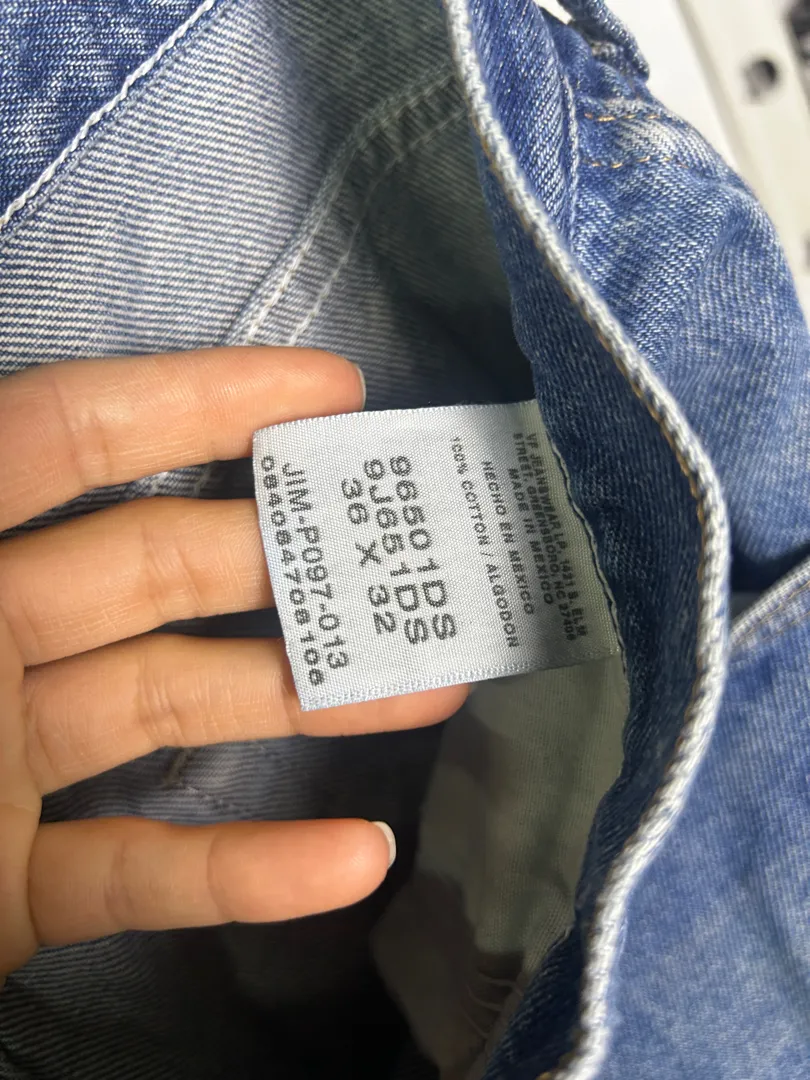 VF JEANSWEAR LP, 1421 S. ELM
STREET, GREENSBORO, NC 27406
MADE IN MEXICO
HECHO EN MEXICO
100% COTTON / ALGODON
96501DS
9J651DS
36 X 32
JIM-P097-013
084084708106